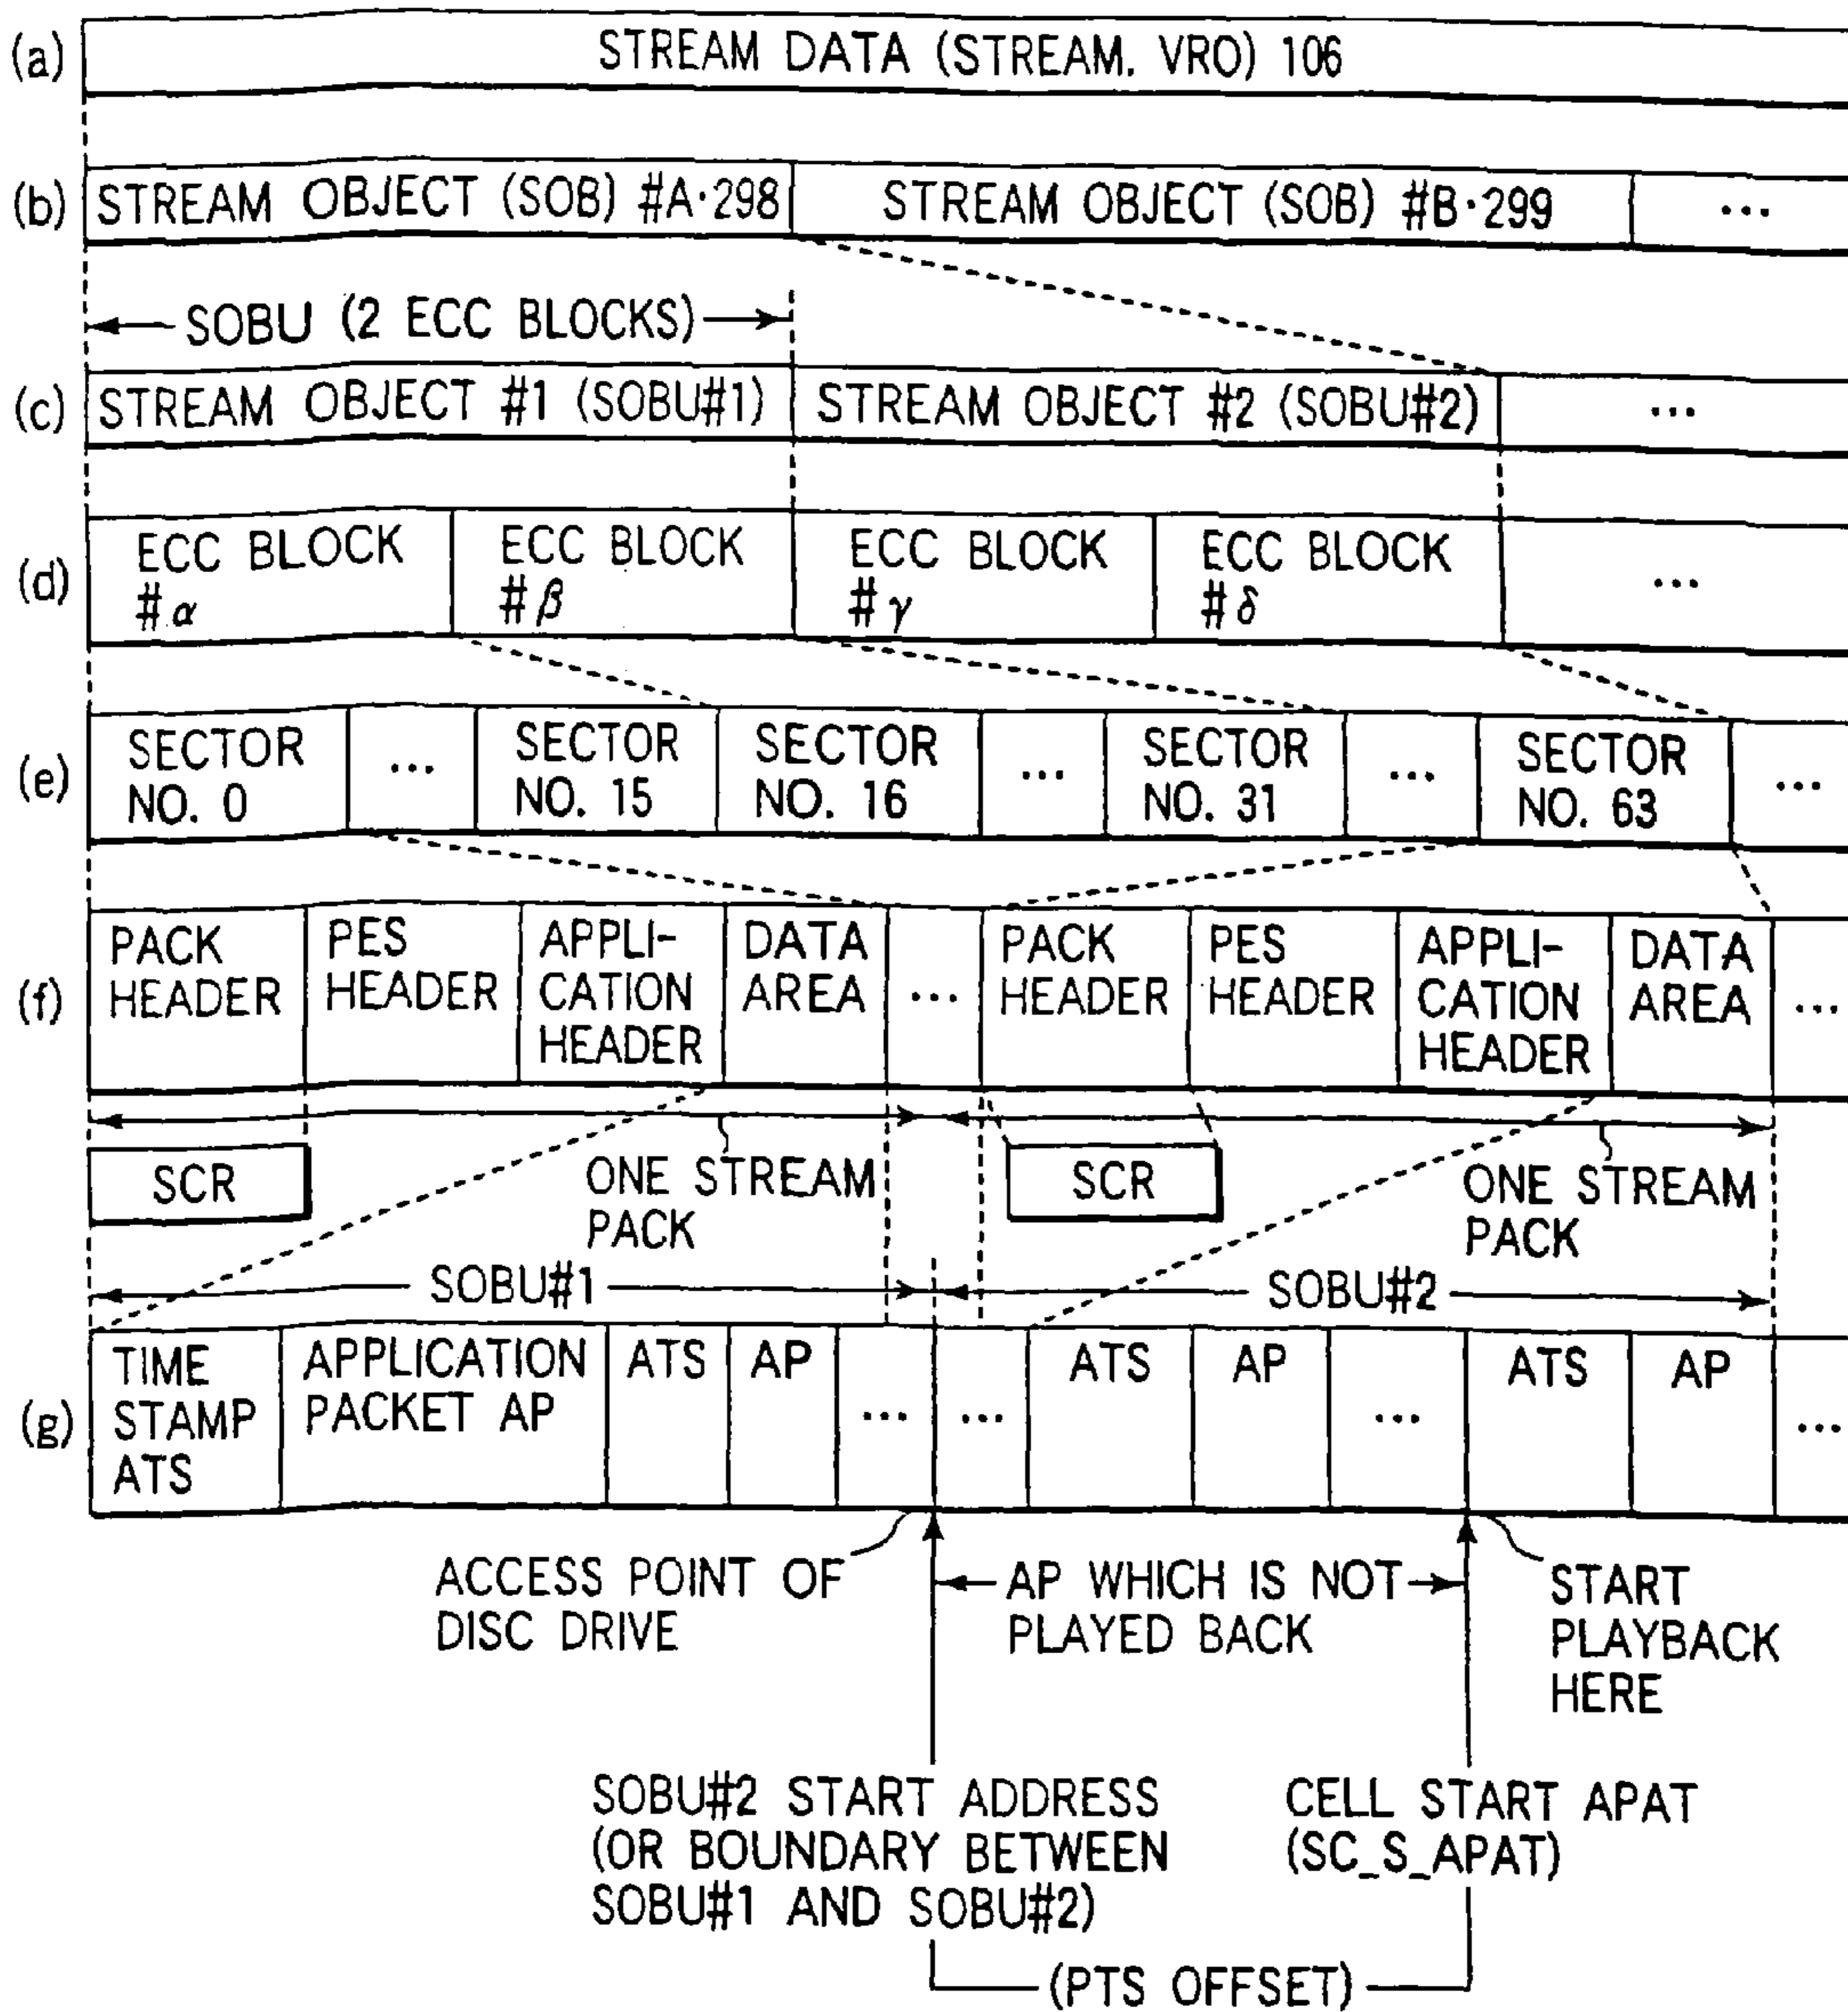 (a) STREAM DATA (STREAM. VRO) 106
(b) STREAM OBJECT (SOB) #A·298 STREAM OBJECT (SOB) #B·299 ...
SOBU (2 ECC BLOCKS)
(c) STREAM OBJECT #1 (SOBU#1) STREAM OBJECT #2 (SOBU#2) ...
(d) ECC BLOCK #α ECC BLOCK #β ECC BLOCK #γ ECC BLOCK #δ ...
(e) SECTOR NO. 0 ... SECTOR NO. 15 SECTOR NO. 16 ... SECTOR NO. 31 ... SECTOR NO. 63 ...
(f) PACK HEADER PES HEADER APPLI-
CATION
HEADER DATA AREA ... PACK HEADER PES HEADER APPLI-
CATION
HEADER DATA AREA ...
SCR
ONE STREAM
PACK
SCR
ONE STREAM
PACK
SOBU#1
SOBU#2
(g) TIME
STAMP
ATS
APPLICATION
PACKET AP
ATS AP ... ... ATS AP ... ATS AP ...
ACCESS POINT OF
DISC DRIVE
AP WHICH IS NOT
PLAYED BACK
START
PLAYBACK
HERE
SOBU#2 START ADDRESS
(OR BOUNDARY BETWEEN
SOBU#1 AND SOBU#2)
CELL START APAT
(SC_S_APAT)
(PTS OFFSET)